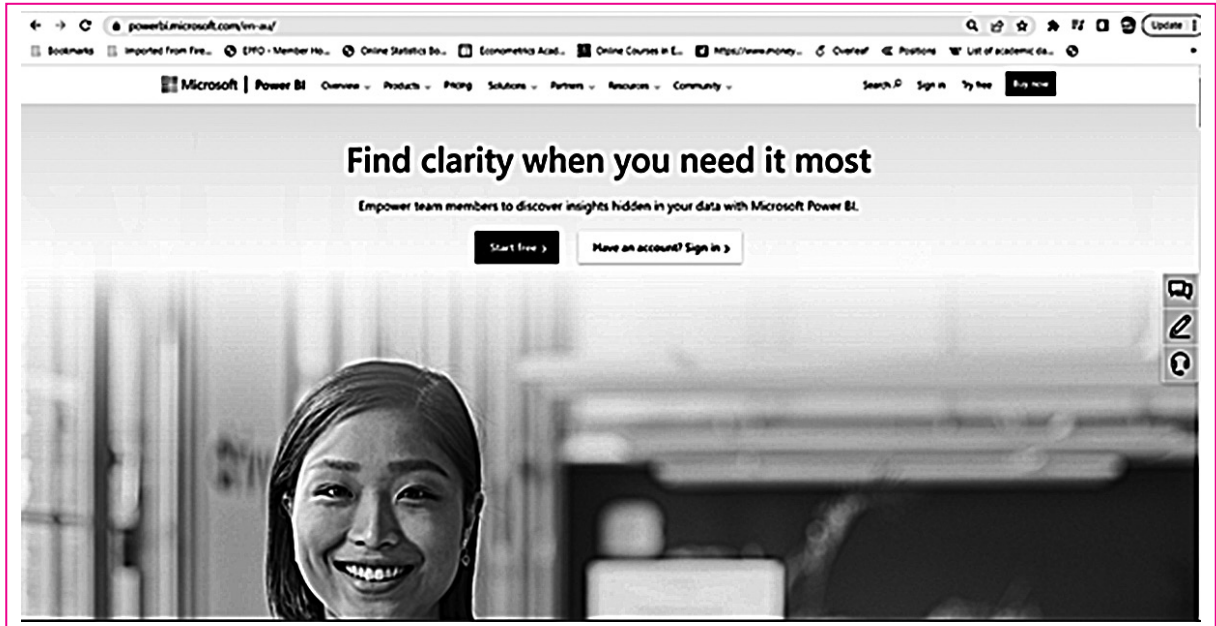 powerbi.microsoft.com/en-au/ Update
Bookmarks Imported From Fire... EPFO - Member Ho... Online Statistics Bo... Econometrics Acad... Online Courses in E... https://www.money... Overleaf Positions List of academic da...
Microsoft Power BI Overview Products Pricing Solutions Partners Resources Community Search Sign in Try free Buy now
Find clarity when you need it most
Empower team members to discover insights hidden in your data with Microsoft Power BI.
Start free > Have an account? Sign in >